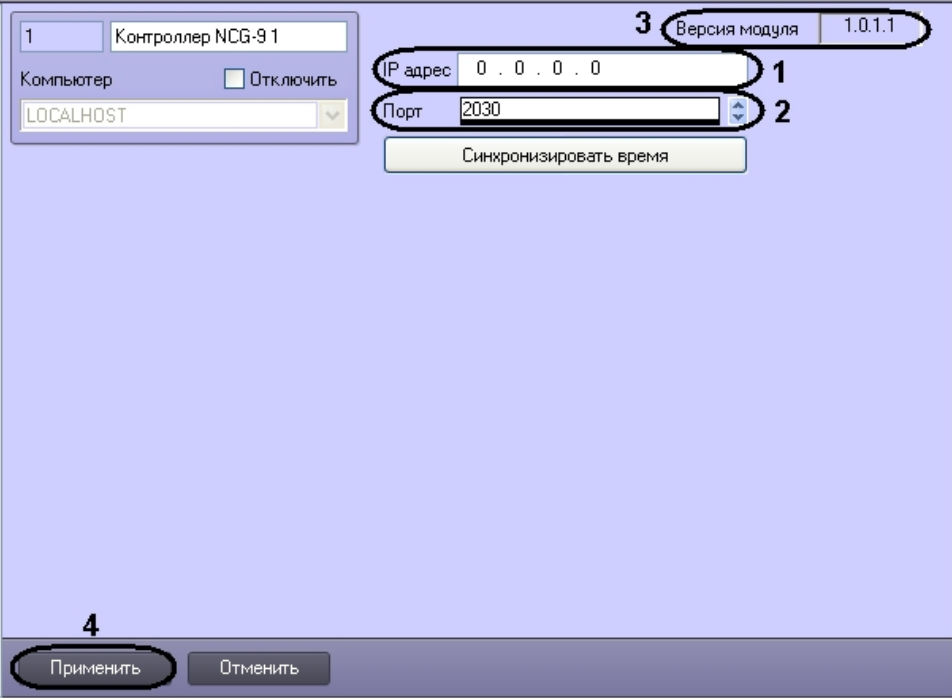 1 Контроллер NCG-9 1
Компьютер Отключить
LOCALHOST
3 Версия модуля 1.0.1.1
IP адрес 0 . 0 . 0 . 0 1
Порт 2030 2
Синхронизировать время
4
Применить Отменить